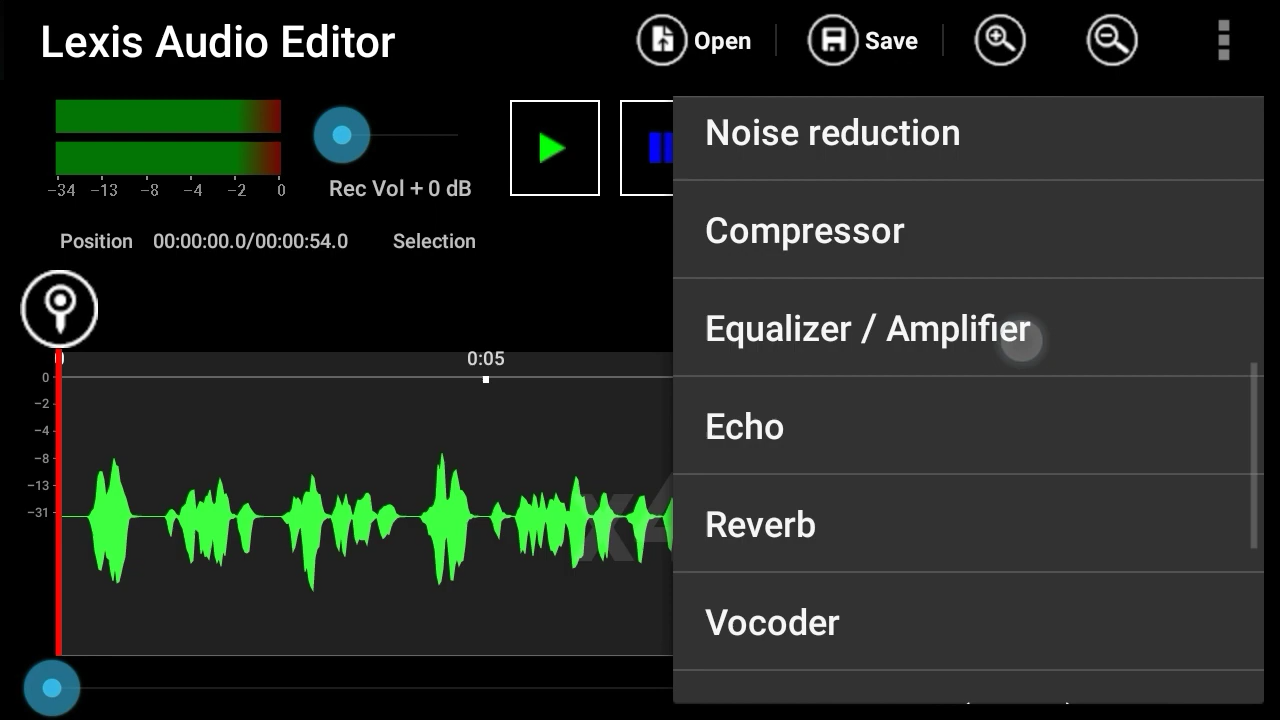 Lexis Audio Editor
Open
Save
-34 -13 -8 -4 -2 0
Rec Vol + 0 dB
Position 00:00:00.0/00:00:54.0 Selection
0:05
0
-2
-4
-8
-13
-31
x4
Noise reduction
Compressor
Equalizer / Amplifier
Echo
Reverb
Vocoder